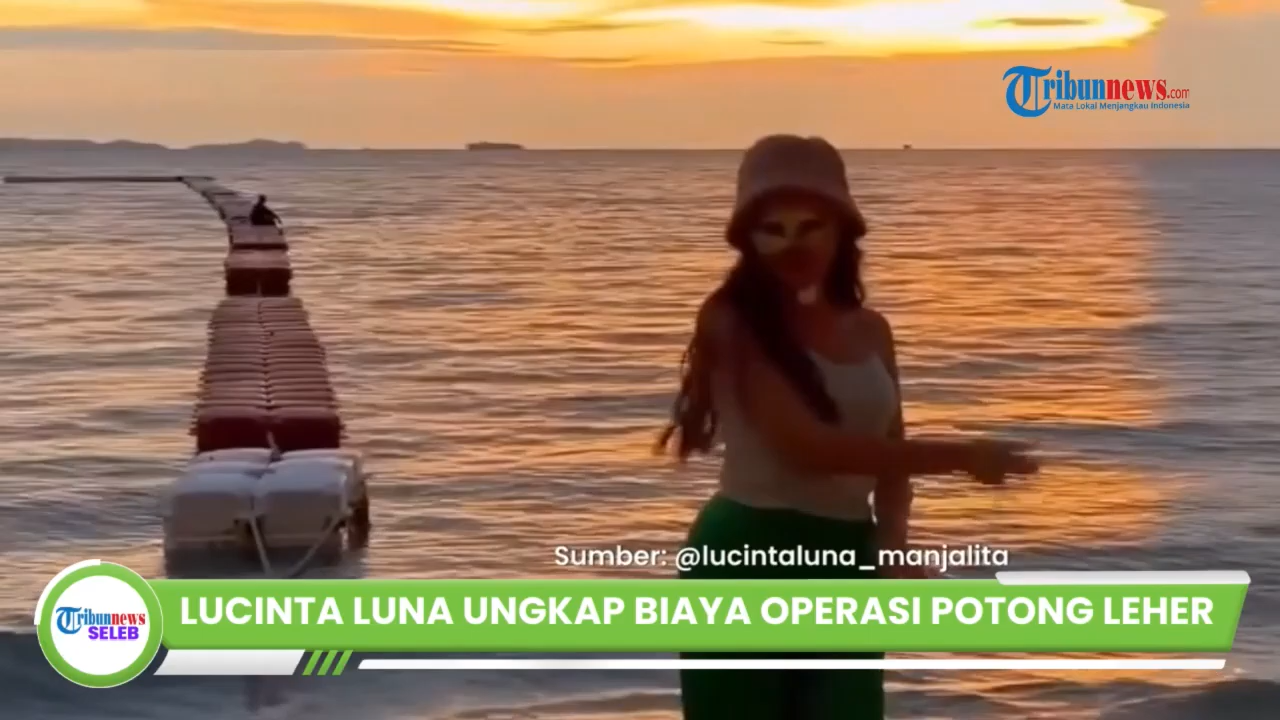 Tribunnews.com
Mata Lokal Menjangkau Indonesia
Sumber: @lucintaluna_manjalita
LUCINTA LUNA UNGKAP BIAYA OPERASI POTONG LEHER
Tribunnews
SELEB